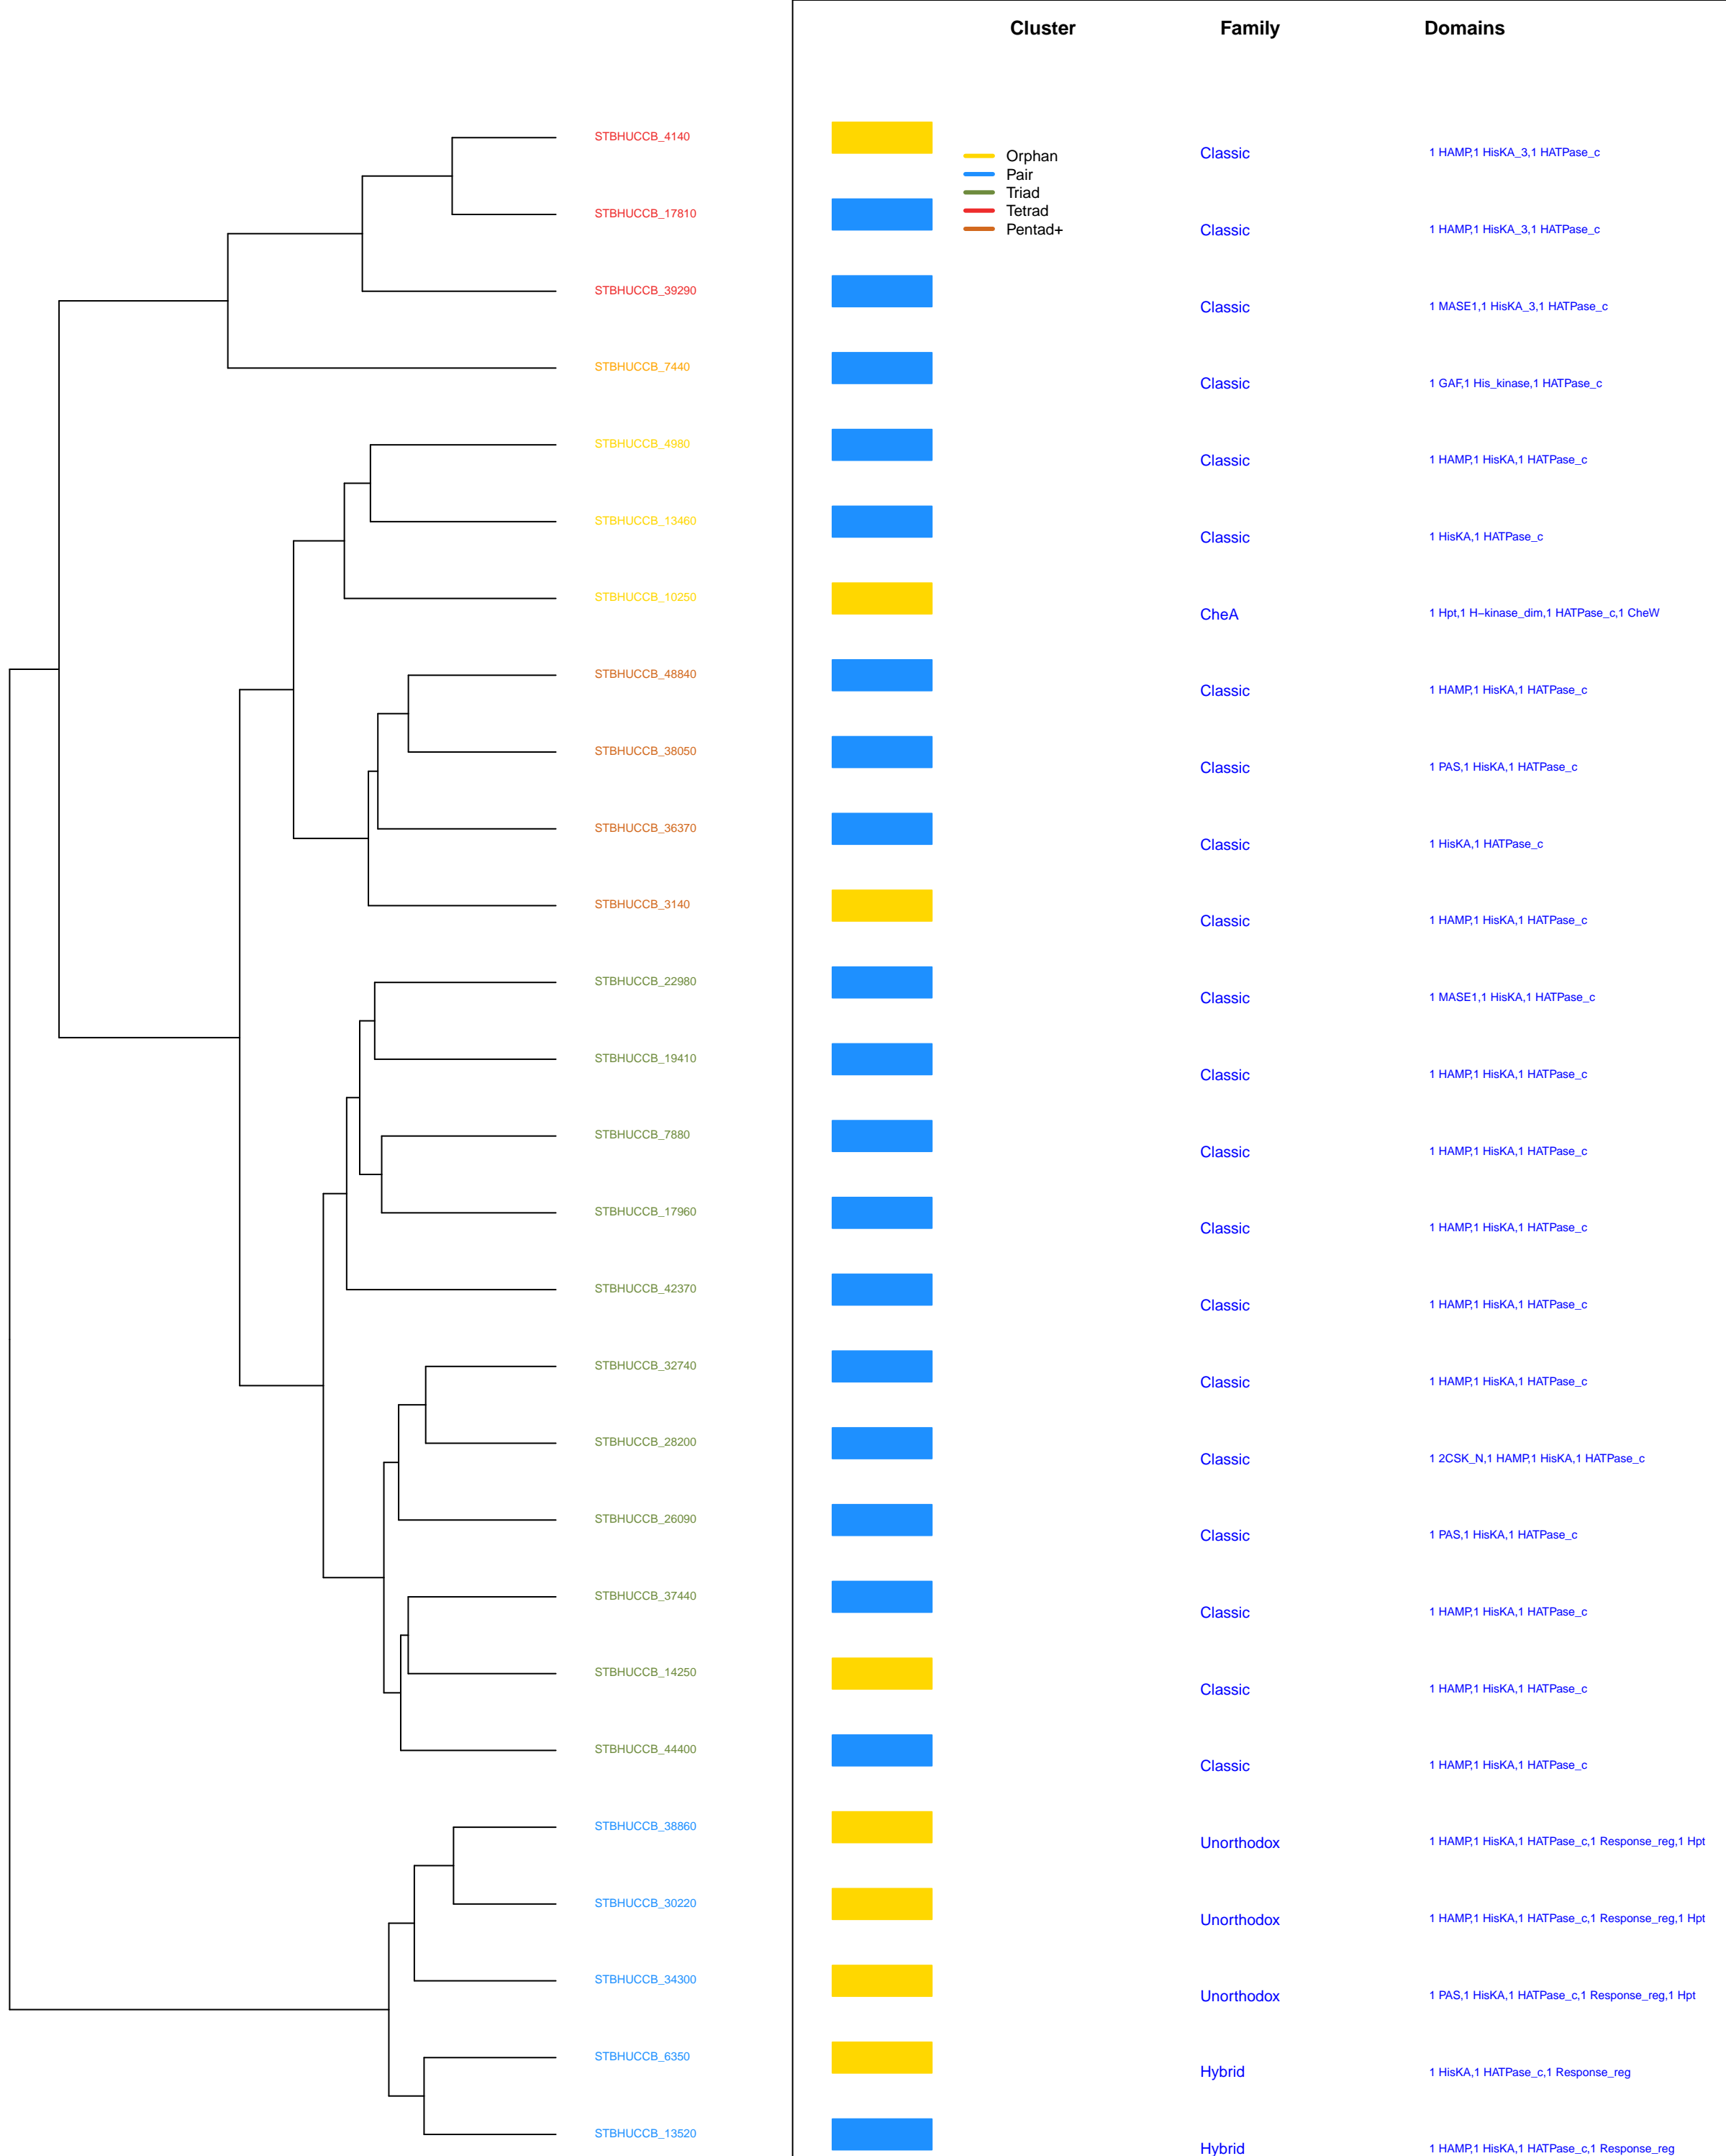 Cluster Family Domains
STBHUCCB_4140 Classic 1 HAMP,1 HisKA_3,1 HATPase_c
Orphan
Pair
Triad
Tetrad
Pentad+
STBHUCCB_17810 Classic 1 HAMP,1 HisKA_3,1 HATPase_c
STBHUCCB_39290 Classic 1 MASE1,1 HisKA_3,1 HATPase_c
STBHUCCB_7440 Classic 1 GAF,1 His_kinase,1 HATPase_c
STBHUCCB_4980 Classic 1 HAMP,1 HisKA,1 HATPase_c
STBHUCCB_13460 Classic 1 HisKA,1 HATPase_c
STBHUCCB_10250 CheA 1 Hpt,1 H−kinase_dim,1 HATPase_c,1 CheW
STBHUCCB_48840 Classic 1 HAMP,1 HisKA,1 HATPase_c
STBHUCCB_38050 Classic 1 PAS,1 HisKA,1 HATPase_c
STBHUCCB_36370 Classic 1 HisKA,1 HATPase_c
STBHUCCB_3140 Classic 1 HAMP,1 HisKA,1 HATPase_c
STBHUCCB_22980 Classic 1 MASE1,1 HisKA,1 HATPase_c
STBHUCCB_19410 Classic 1 HAMP,1 HisKA,1 HATPase_c
STBHUCCB_7880 Classic 1 HAMP,1 HisKA,1 HATPase_c
STBHUCCB_17960 Classic 1 HAMP,1 HisKA,1 HATPase_c
STBHUCCB_42370 Classic 1 HAMP,1 HisKA,1 HATPase_c
STBHUCCB_32740 Classic 1 HAMP,1 HisKA,1 HATPase_c
STBHUCCB_28200 Classic 1 2CSK_N,1 HAMP,1 HisKA,1 HATPase_c
STBHUCCB_26090 Classic 1 PAS,1 HisKA,1 HATPase_c
STBHUCCB_37440 Classic 1 HAMP,1 HisKA,1 HATPase_c
STBHUCCB_14250 Classic 1 HAMP,1 HisKA,1 HATPase_c
STBHUCCB_44400 Classic 1 HAMP,1 HisKA,1 HATPase_c
STBHUCCB_38860 Unorthodox 1 HAMP,1 HisKA,1 HATPase_c,1 Response_reg,1 Hpt
STBHUCCB_30220 Unorthodox 1 HAMP,1 HisKA,1 HATPase_c,1 Response_reg,1 Hpt
STBHUCCB_34300 Unorthodox 1 PAS,1 HisKA,1 HATPase_c,1 Response_reg,1 Hpt
STBHUCCB_6350 Hybrid 1 HisKA,1 HATPase_c,1 Response_reg
STBHUCCB_13520 Hybrid 1 HAMP,1 HisKA,1 HATPase_c,1 Response_reg